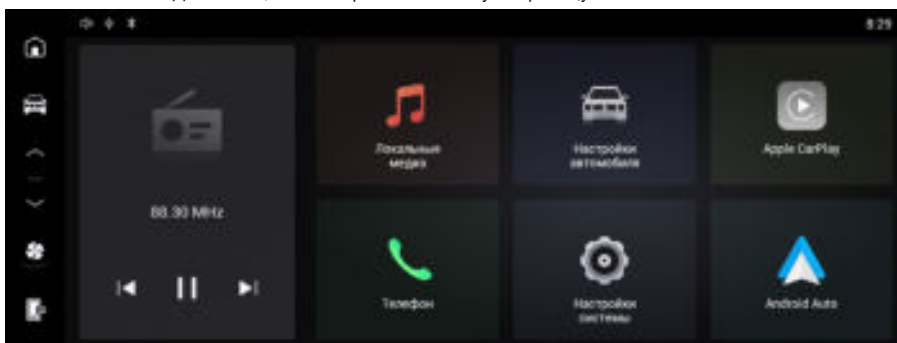 8:29
Локальные
медиа
Настройки
автомобиля
Apple CarPlay
88.30 MHz
Телефон
Настройки
системы
Android Auto